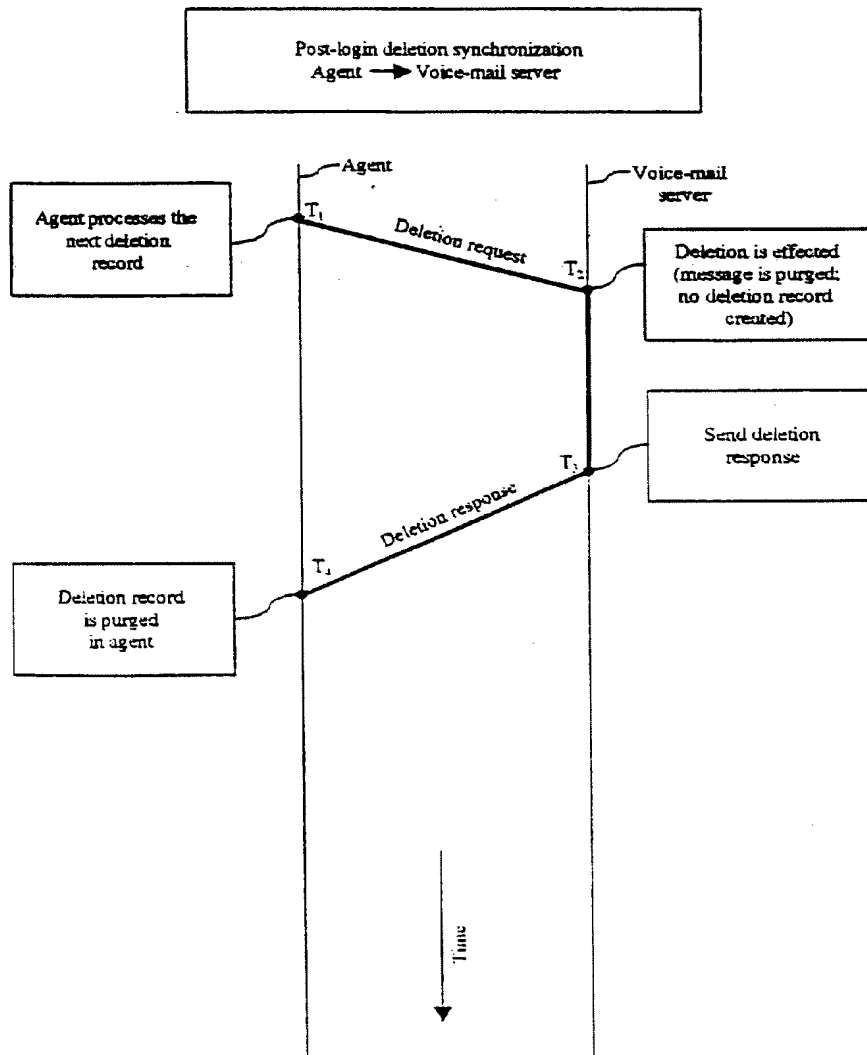 Post-login deletion synchronization
Agent → Voice-mail server
Agent
Voice-mail
server
Agent processes the
next deletion
record
T₁
Deletion request
T₂
Deletion is effected
(message is purged;
no deletion record
created)
Send deletion
response
T₃
Deletion response
T₄
Deletion record
is purged
in agent
Time